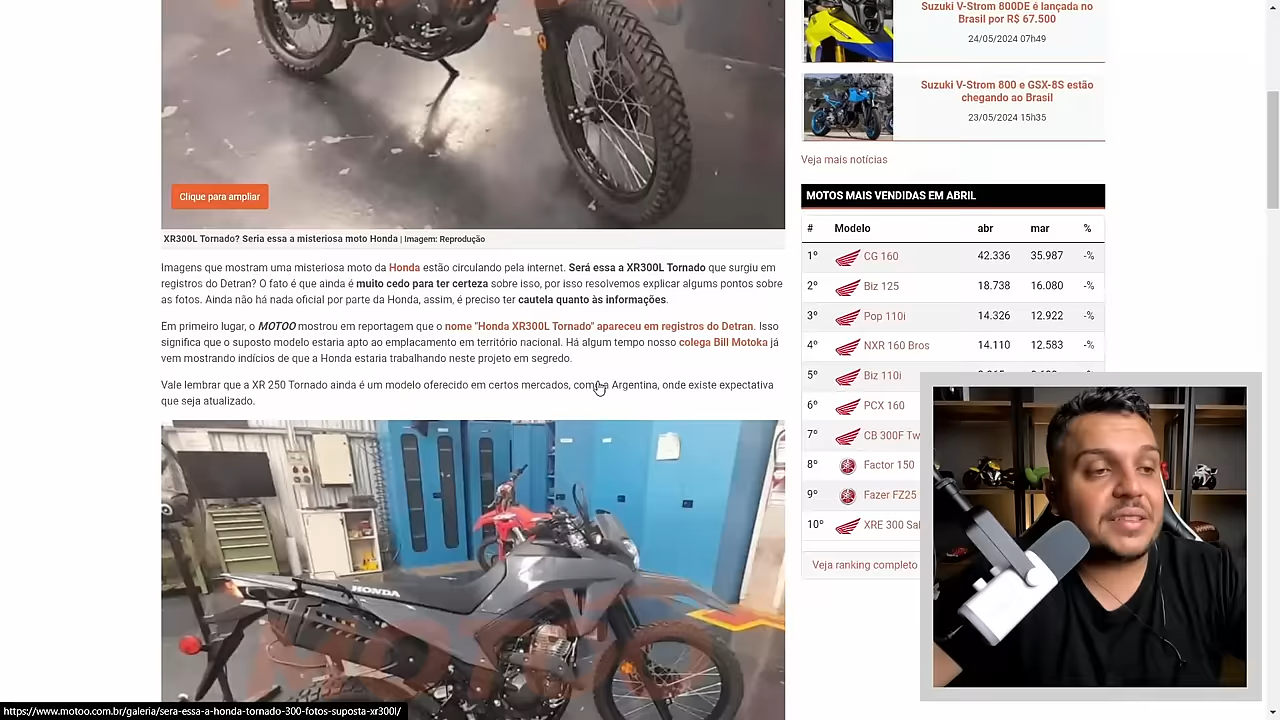 Suzuki V-Strom 800DE é lançada no
Brasil por R$ 67.500
24/05/2024 07h49
Suzuki V-Strom 800 e GSX-8S estão
chegando ao Brasil
23/05/2024 15h35
Veja mais notícias
Clique para ampliar
MOTOS MAIS VENDIDAS EM ABRIL
# Modelo abr mar %
XR300L Tornado? Seria essa a misteriosa moto Honda | Imagem: Reprodução
1º CG 160 42.336 35.987 -%
2º Biz 125 18.738 16.080 -%
3º Pop 110i 14.326 12.922 -%
4º NXR 160 Bros 14.110 12.583 -%
5º Biz 110i
6º PCX 160
7º CB 300F Tw
8º Factor 150
9º Fazer FZ25
10º XRE 300 Sa
Veja ranking completo
Imagens que mostram uma misteriosa moto da Honda estão circulando pela internet. Será essa a XR300L Tornado que surgiu em
registros do Detran? O fato é que ainda é muito cedo para ter certeza sobre isso, por isso resolvemos explicar alguns pontos sobre
as fotos. Ainda não há nada oficial por parte da Honda, assim, é preciso ter cautela quanto às informações.
Em primeiro lugar, o MOTOO mostrou em reportagem que o nome "Honda XR300L Tornado" apareceu em registros do Detran. Isso
significa que o suposto modelo estaria apto ao emplacamento em território nacional. Há algum tempo nosso colega Bill Motoka já
vem mostrando indícios de que a Honda estaria trabalhando neste projeto em segredo.
Vale lembrar que a XR 250 Tornado ainda é um modelo oferecido em certos mercados, como a Argentina, onde existe expectativa
que seja atualizado.
HONDA
MOTOO
https://www.motoo.com.br/galeria/sera-essa-a-honda-tornado-300-fotos-suposta-xr300l/